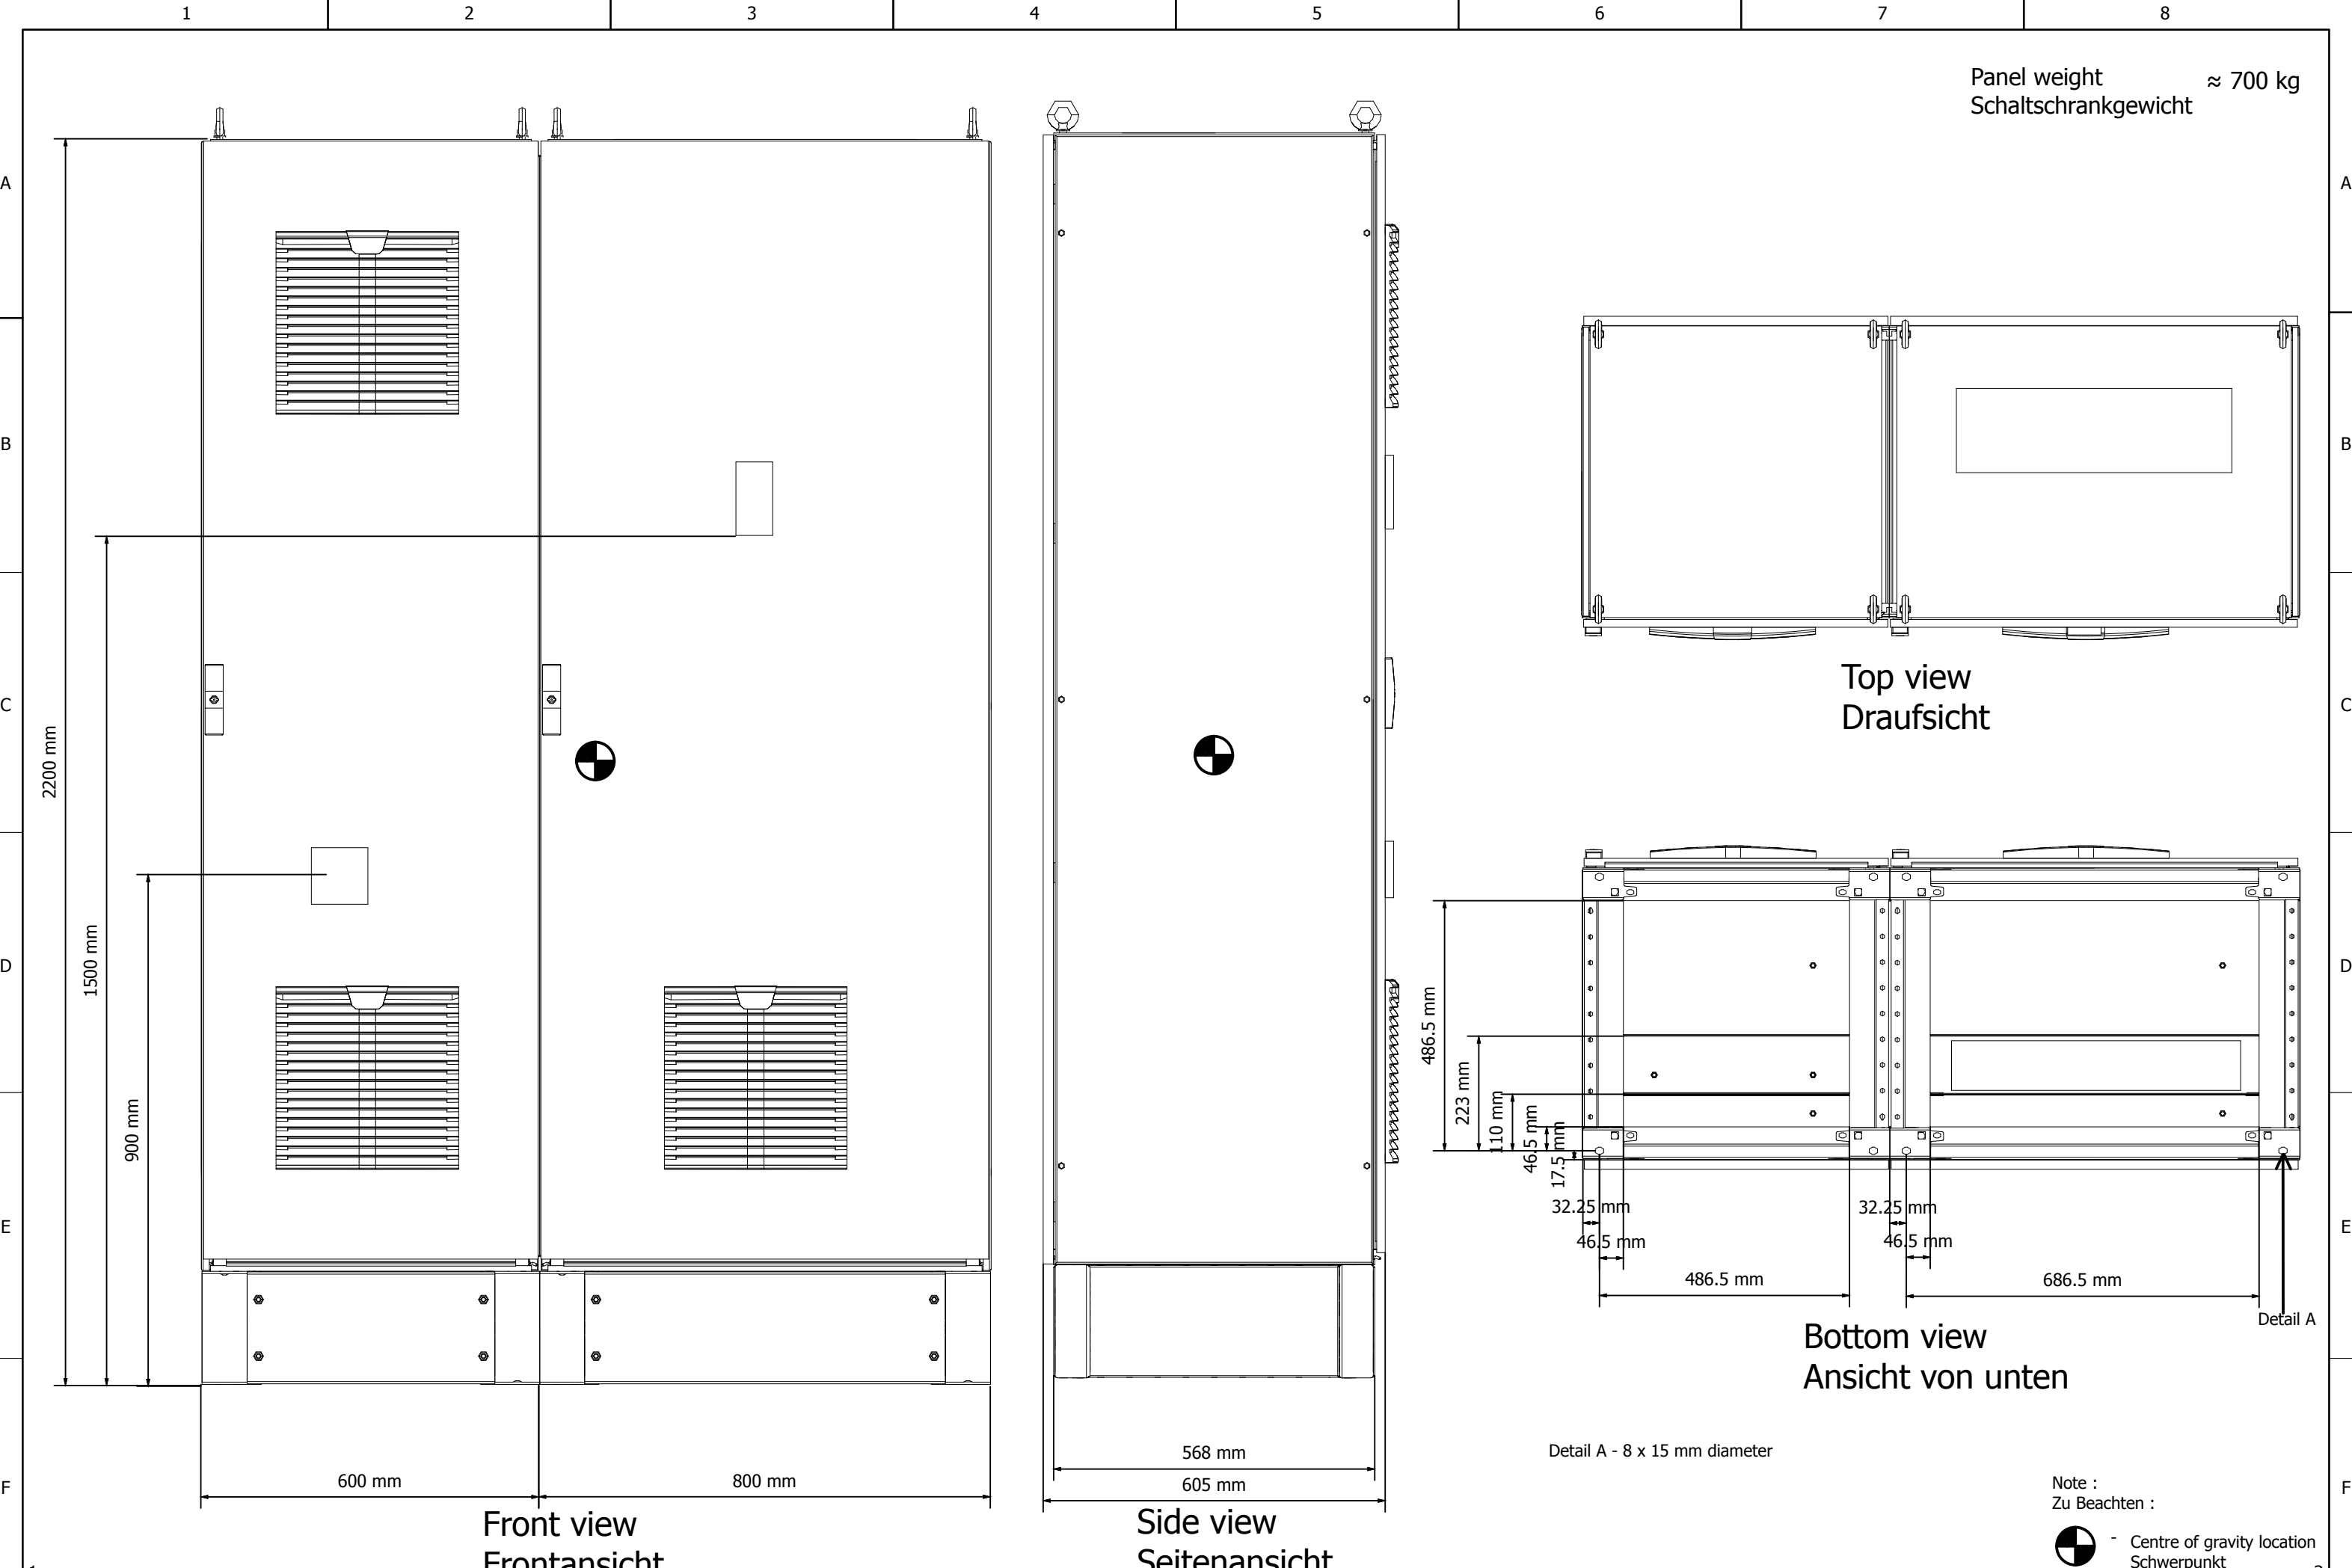 1 2 3 4 5 6 7 8
Panel weight ≈ 700 kg
Schaltschrankgewicht
A A
B B
C C
D D
E E
F F
2200 mm
1500 mm
900 mm
600 mm
800 mm
Front view
Frontansicht
568 mm
605 mm
Side view
Seitenansicht
Top view
Draufsicht
486.5 mm
223 mm
110 mm
46.5 mm
17.5 mm
32.25 mm
46.5 mm
32.25 mm
46.5 mm
486.5 mm
686.5 mm
Detail A
Bottom view
Ansicht von unten
Detail A - 8 x 15 mm diameter
Note :
Zu Beachten :
- Centre of gravity location
Schwerpunkt